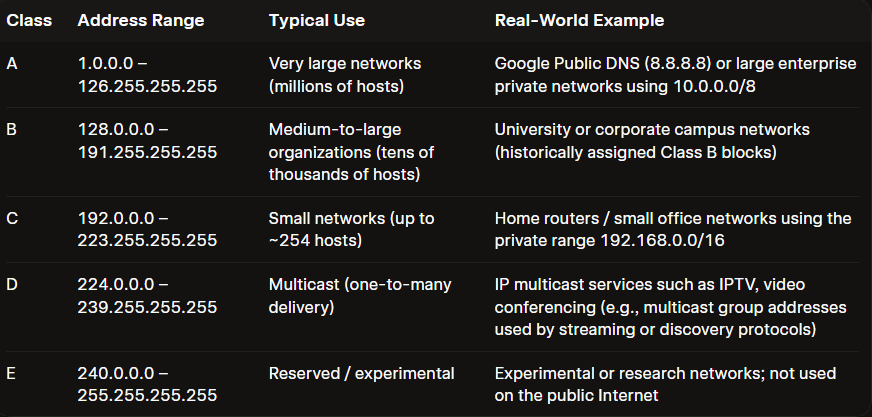 Class Address Range Typical Use Real-World Example
A 1.0.0.0 – 126.255.255.255 Very large networks (millions of hosts) Google Public DNS (8.8.8.8) or large enterprise private networks using 10.0.0.0/8
B 128.0.0.0 – 191.255.255.255 Medium-to-large organizations (tens of thousands of hosts) University or corporate campus networks (historically assigned Class B blocks)
C 192.0.0.0 – 223.255.255.255 Small networks (up to ~254 hosts) Home routers / small office networks using the private range 192.168.0.0/16
D 224.0.0.0 – 239.255.255.255 Multicast (one-to-many delivery) IP multicast services such as IPTV, video conferencing (e.g., multicast group addresses used by streaming or discovery protocols)
E 240.0.0.0 – 255.255.255.255 Reserved / experimental Experimental or research networks; not used on the public Internet